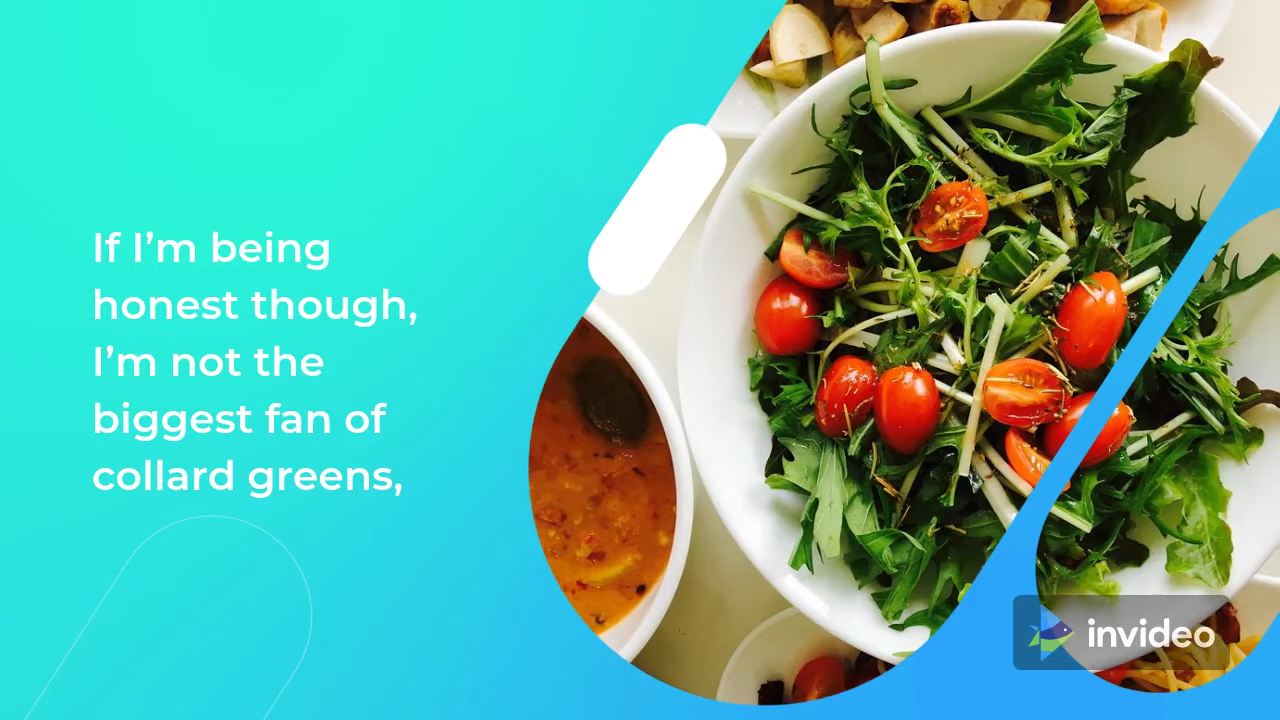 If I’m being
honest though,
I’m not the
biggest fan of
collard greens,
invideo